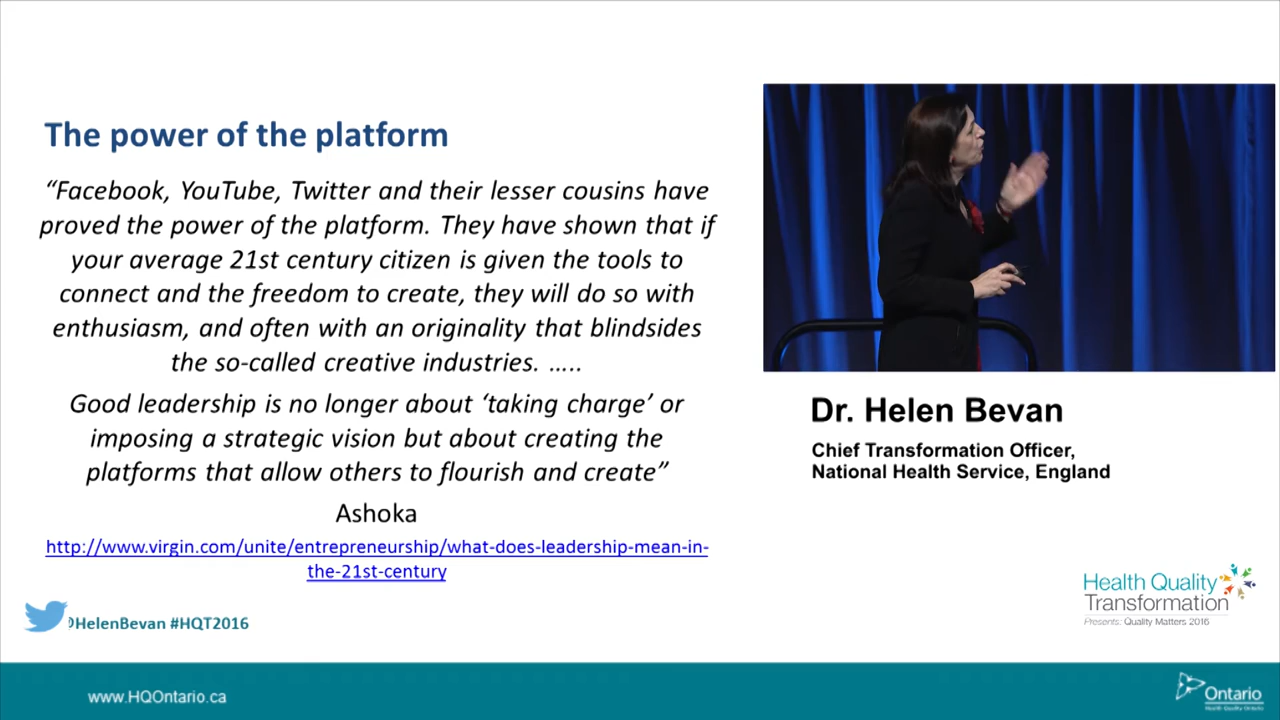 The power of the platform
“Facebook, YouTube, Twitter and their lesser cousins have
proved the power of the platform. They have shown that if
your average 21st century citizen is given the tools to
connect and the freedom to create, they will do so with
enthusiasm, and often with an originality that blindsides
the so-called creative industries. …..
Good leadership is no longer about ‘taking charge’ or
imposing a strategic vision but about creating the
platforms that allow others to flourish and create”
Ashoka
http://www.virgin.com/unite/entrepreneurship/what-does-leadership-mean-in-
the-21st-century
@HelenBevan #HQT2016
Dr. Helen Bevan
Chief Transformation Officer,
National Health Service, England
Health Quality
Transformation
Presents: Quality Matters 2016
www.HQOntario.ca
Ontario
Health Quality Ontario